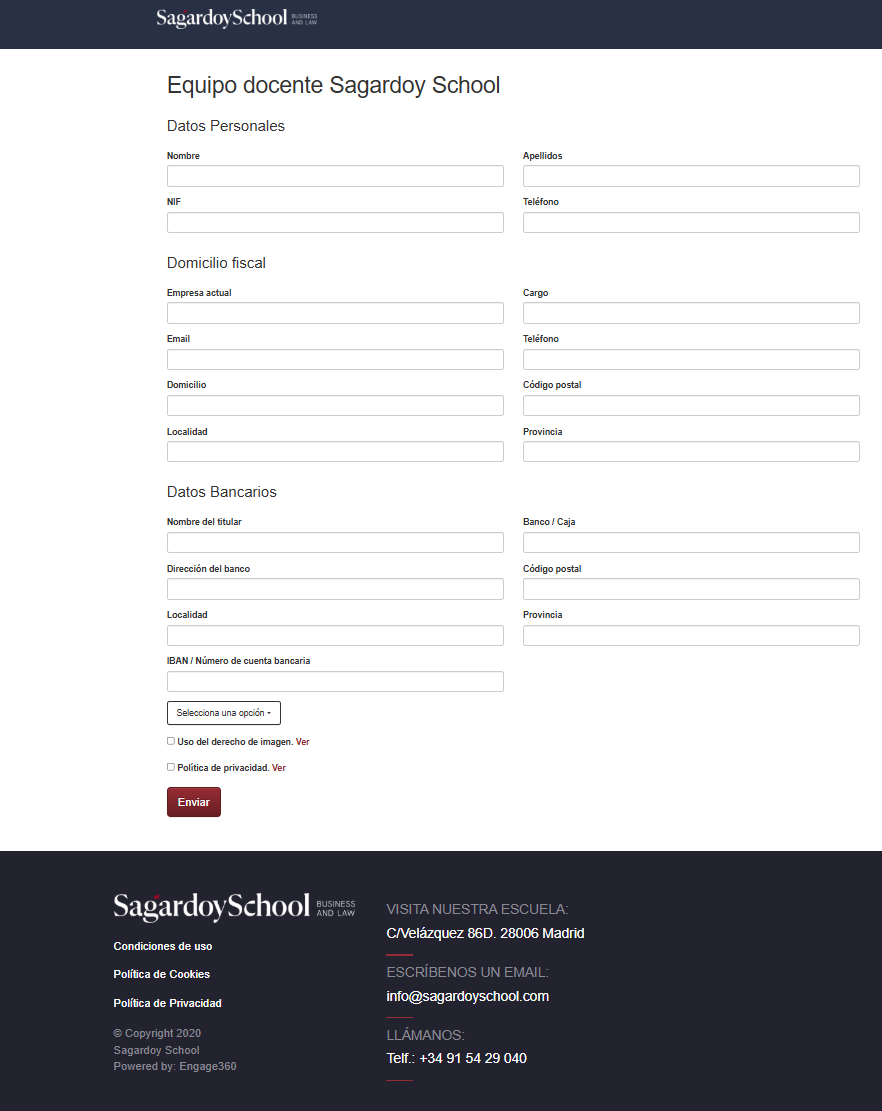 SagardoySchool BUSINESS AND LAW
Equipo docente Sagardoy School
Datos Personales
Nombre
Apellidos
NIF
Teléfono
Domicilio fiscal
Empresa actual
Cargo
Email
Teléfono
Domicilio
Código postal
Localidad
Provincia
Datos Bancarios
Nombre del titular
Banco / Caja
Dirección del banco
Código postal
Localidad
Provincia
IBAN / Número de cuenta bancaria
Selecciona una opción
Uso del derecho de imagen. Ver
Política de privacidad. Ver
Enviar
SagardoySchool BUSINESS AND LAW
Condiciones de uso
Política de Cookies
Política de Privacidad
© Copyright 2020
Sagardoy School
Powered by: Engage360
VISITA NUESTRA ESCUELA:
C/Velázquez 86D. 28006 Madrid
ESCRÍBENOS UN EMAIL:
info@sagardoyschool.com
LLÁMANOS:
Telf.: +34 91 54 29 040